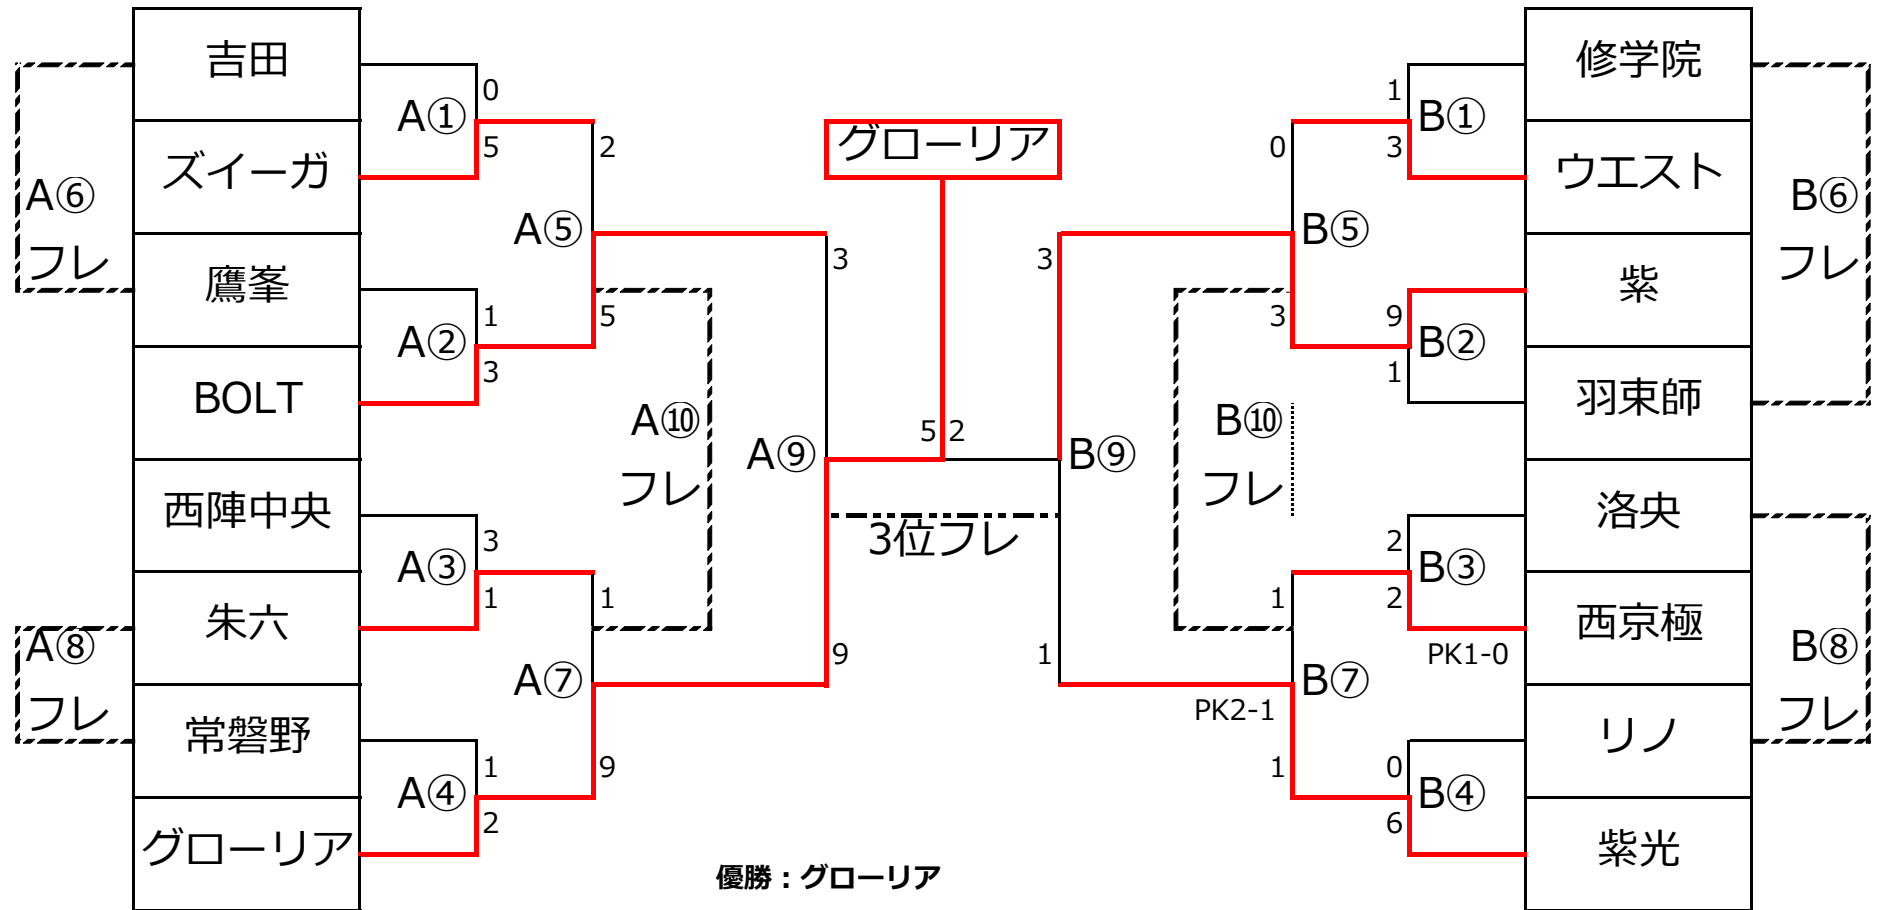 吉田
ズイーガ
鷹峯
BOLT
西陣中央
朱六
常磐野
グローリア
A⑥
フレ
A⑧
フレ
A①
0
5
A②
1
3
A③
3
1
A④
1
2
A⑤
2
5
A⑦
1
9
A⑩
フレ
A⑨
3
9
グローリア
5
2
3位フレ
B⑨
3
1
B⑩
フレ
B⑤
0
3
B⑦
1
PK2-1
1
B①
1
3
B②
9
1
B③
2
2
PK1-0
B④
0
6
修学院
ウエスト
紫
羽束師
洛央
西京極
リノ
紫光
B⑥
フレ
B⑧
フレ
優勝：グローリア